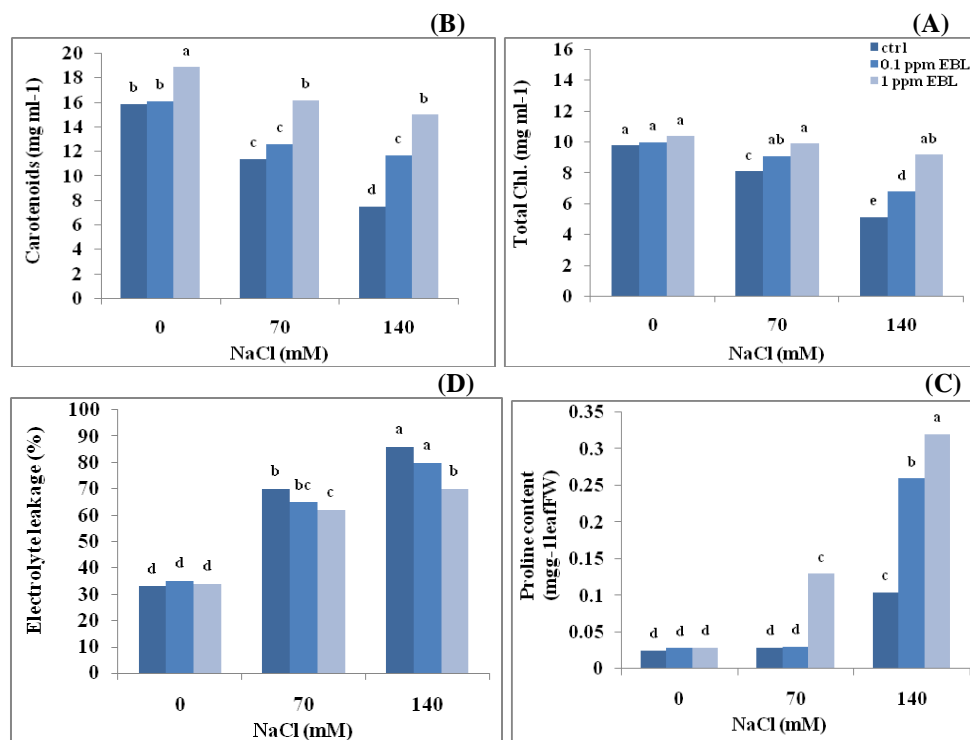 (B)
Carotenoids (mg ml-1)
20
18
16
14
12
10
8
6
4
2
0
b b a
c c b
d c b
0 70 140
NaCl (mM)
(A)
Total Chl. (mg ml-1)
16
14
12
10
8
6
4
2
0
ctrl
0.1 ppm EBL
1 ppm EBL
a a a
c ab a
e d ab
0 70 140
NaCl (mM)
(D)
Electrolyte leakage (%)
100
90
80
70
60
50
40
30
20
10
0
d d d
b bc c
a a b
0 70 140
NaCl (mM)
(C)
Proline content
(mgg-1leafFW)
0.35
0.3
0.25
0.2
0.15
0.1
0.05
0
d d d
d d c
c b a
0 70 140
NaCl (mM)